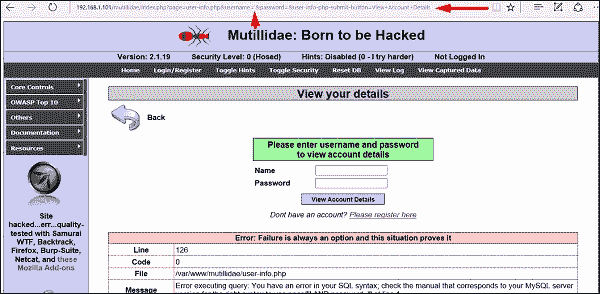 192.168.1.101/mutillidae/index.php?page=user-info.php&username='&password=&user-info-php-submit-button=View+Account+Details
Mutillidae: Born to be Hacked
Version: 2.1.19 Security Level: 0 (Hosed) Hints: Disabled (0 - I try harder) Not Logged In
Home Login/Register Toggle Hints Toggle Security Reset DB View Log View Captured Data
Core Controls
OWASP Top 10
Others
Documentation
Resources
Site
hacked...err...quality-
tested with Samurai
WTF, Backtrack,
Firefox, Burp-Suite,
Netcat, and these
Mozilla Add-ons
View your details
Back
Please enter username and password
to view account details
Name
Password
View Account Details
Dont have an account? Please register here
Error: Failure is always an option and this situation proves it
Line 126
Code 0
File /var/www/mutillidae/user-info.php
Message Error executing query: You have an error in your SQL syntax; check the manual that corresponds to your MySQL server